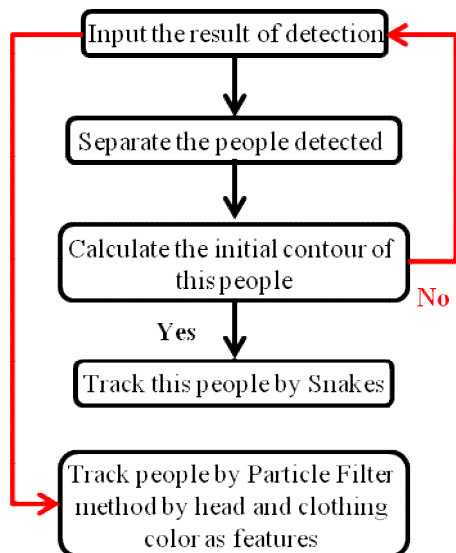 Input the result of detection
Separate the people detected
Calculate the initial contour of
this people
No
Yes
Track this people by Snakes
Track people by Particle Filter
method by head and clothing
color as features